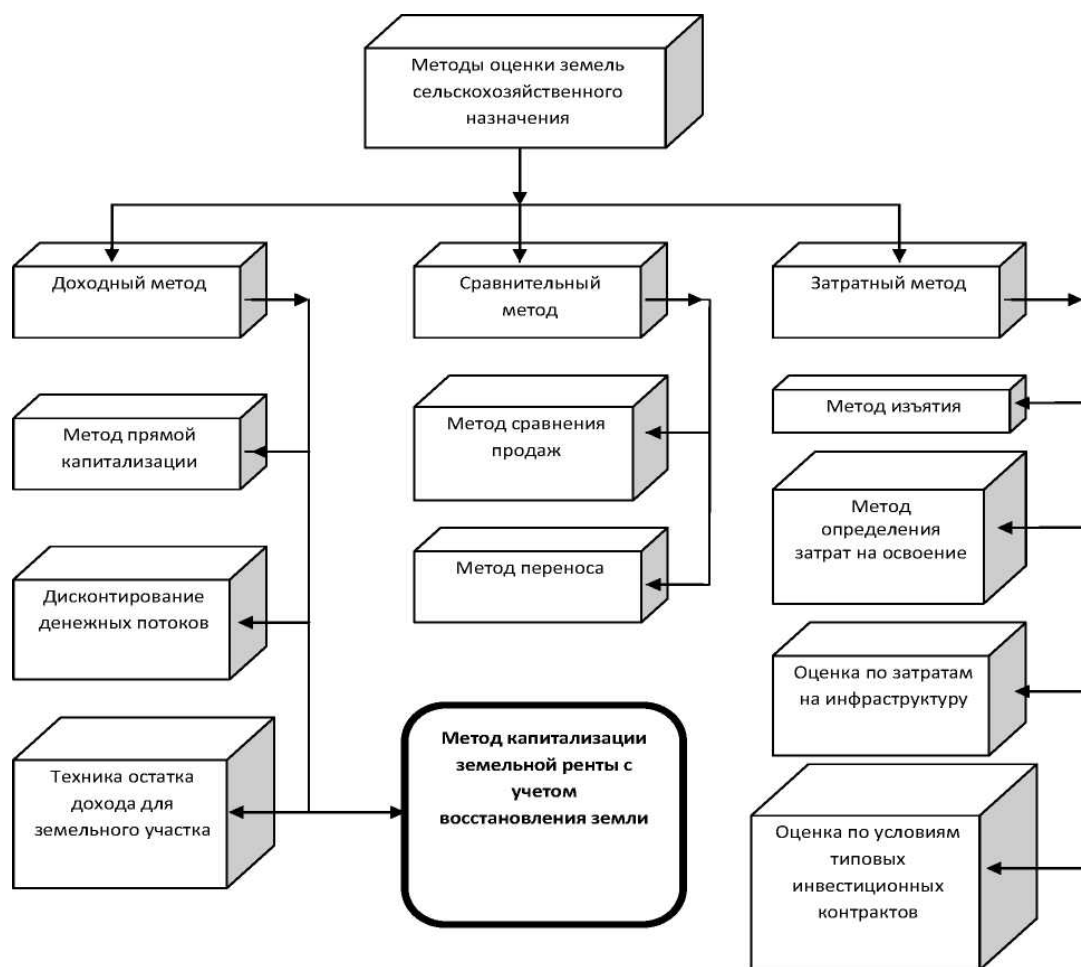 Методы оценки земель
сельскохозяйственного
назначения
Доходный метод
Сравнительный
метод
Затратный метод
Метод прямой
капитализации
Метод сравнения
продаж
Метод изъятия
Метод
определения
затрат на освоение
Метод переноса
Дисконтирование
денежных потоков
Оценка по затратам
на инфраструктуру
Техника остатка
дохода для
земельного участка
Метод капитализации
земельной ренты с
учетом
восстановления земли
Оценка по условиям
типовых
инвестиционных
контрактов